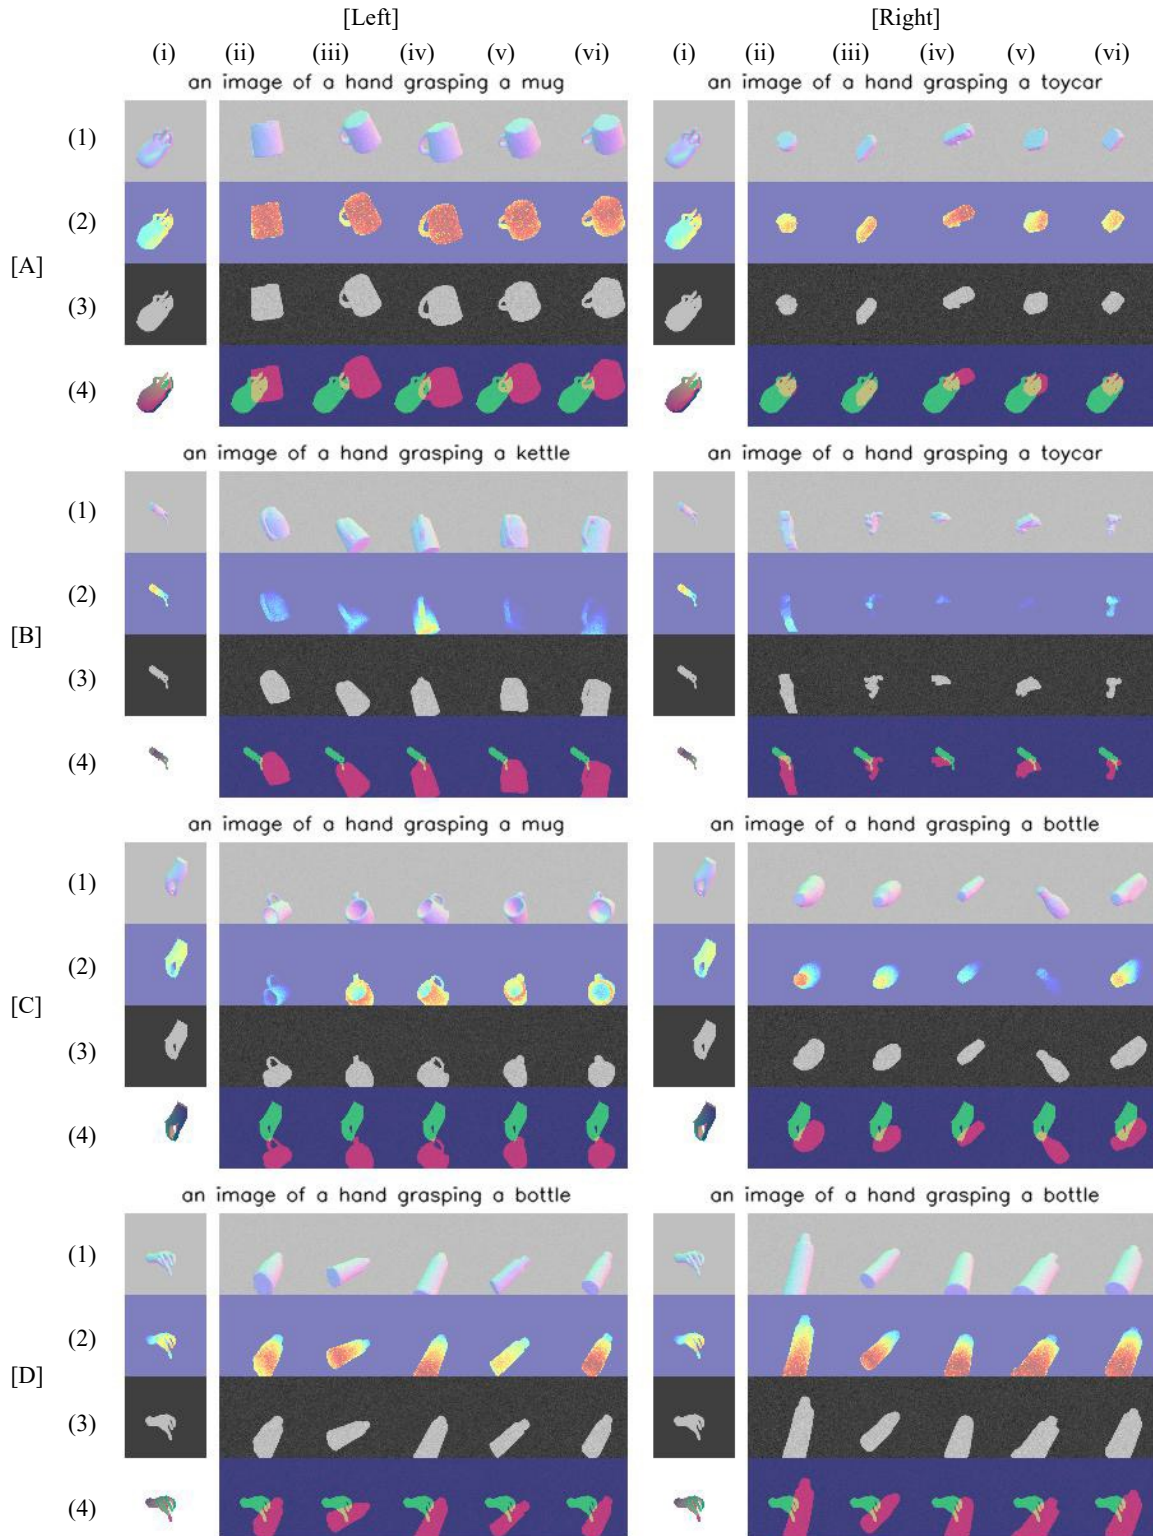 [Left] [Right]
(i) (ii) (iii) (iv) (v) (vi) (i) (ii) (iii) (iv) (v) (vi)
an image of a hand grasping a mug an image of a hand grasping a toycar
(1)
(2)
[A]
(3)
(4)
an image of a hand grasping a kettle an image of a hand grasping a toycar
(1)
(2)
[B]
(3)
(4)
an image of a hand grasping a mug an image of a hand grasping a bottle
(1)
(2)
[C]
(3)
(4)
an image of a hand grasping a bottle an image of a hand grasping a bottle
(1)
(2)
[D]
(3)
(4)